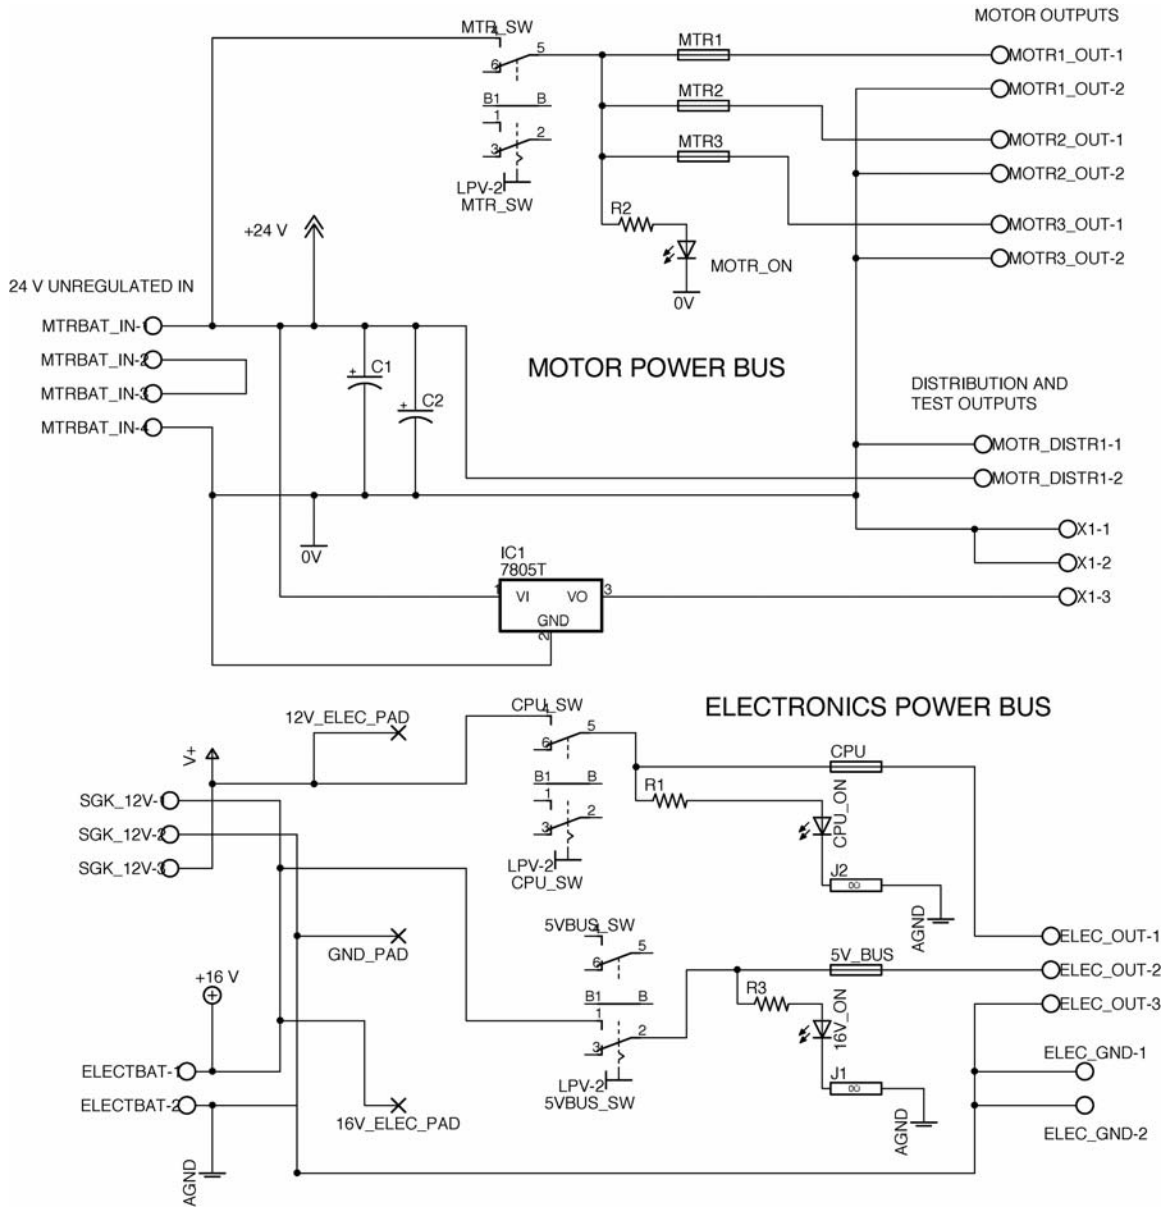 MOTOR OUTPUTS
MTR_SW
4
5
6
MTR1
MOTR1_OUT-1
MOTR1_OUT-2
B1
B
MTR2
1
2
3
MTR3
MOTR2_OUT-1
MOTR2_OUT-2
LPV-2
MTR_SW
R2
MOTR3_OUT-1
+24 V
MOTR_ON
MOTR3_OUT-2
24 V UNREGULATED IN
0V
MTRBAT_IN-1
MTRBAT_IN-2
+
C1
MOTOR POWER BUS
MTRBAT_IN-3
+
C2
DISTRIBUTION AND
TEST OUTPUTS
MTRBAT_IN-4
MOTR_DISTR1-1
MOTR_DISTR1-2
0V
X1-1
IC1
7805T
X1-2
1
VI
VO
3
X1-3
GND
2
ELECTRONICS POWER BUS
12V_ELEC_PAD
CPU_SW
4
5
6
V+
CPU
B1
B
R1
SGK_12V-1
1
2
3
CPU_ON
SGK_12V-2
SGK_12V-3
LPV-2
CPU_SW
J2
AGND
5VBUS_SW
4
5
6
GND_PAD
ELEC_OUT-1
5V_BUS
ELEC_OUT-2
+16 V
B1
B
R3
ELEC_OUT-3
1
2
3
16V_ON
ELECTBAT-1
ELEC_GND-1
LPV-2
5VBUS_SW
J1
ELECTBAT-2
16V_ELEC_PAD
AGND
ELEC_GND-2
AGND